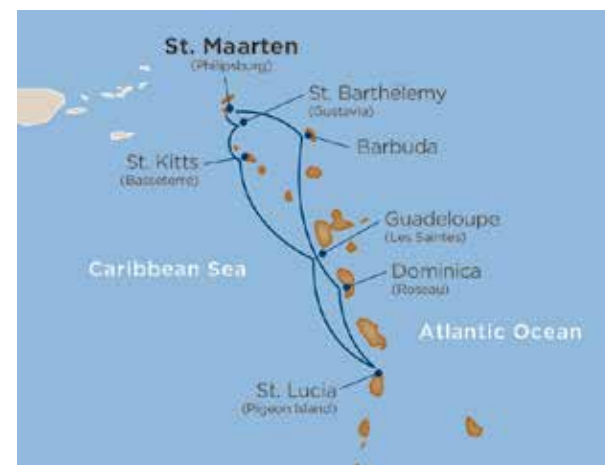 St. Maarten
(Philipsburg)
St. Barthelemy
(Gustavia)
Barbuda
St. Kitts
(Basseterre)
Guadeloupe
(Les Saintes)
Caribbean Sea
Dominica
(Roseau)
Atlantic Ocean
St. Lucia
(Pigeon Island)